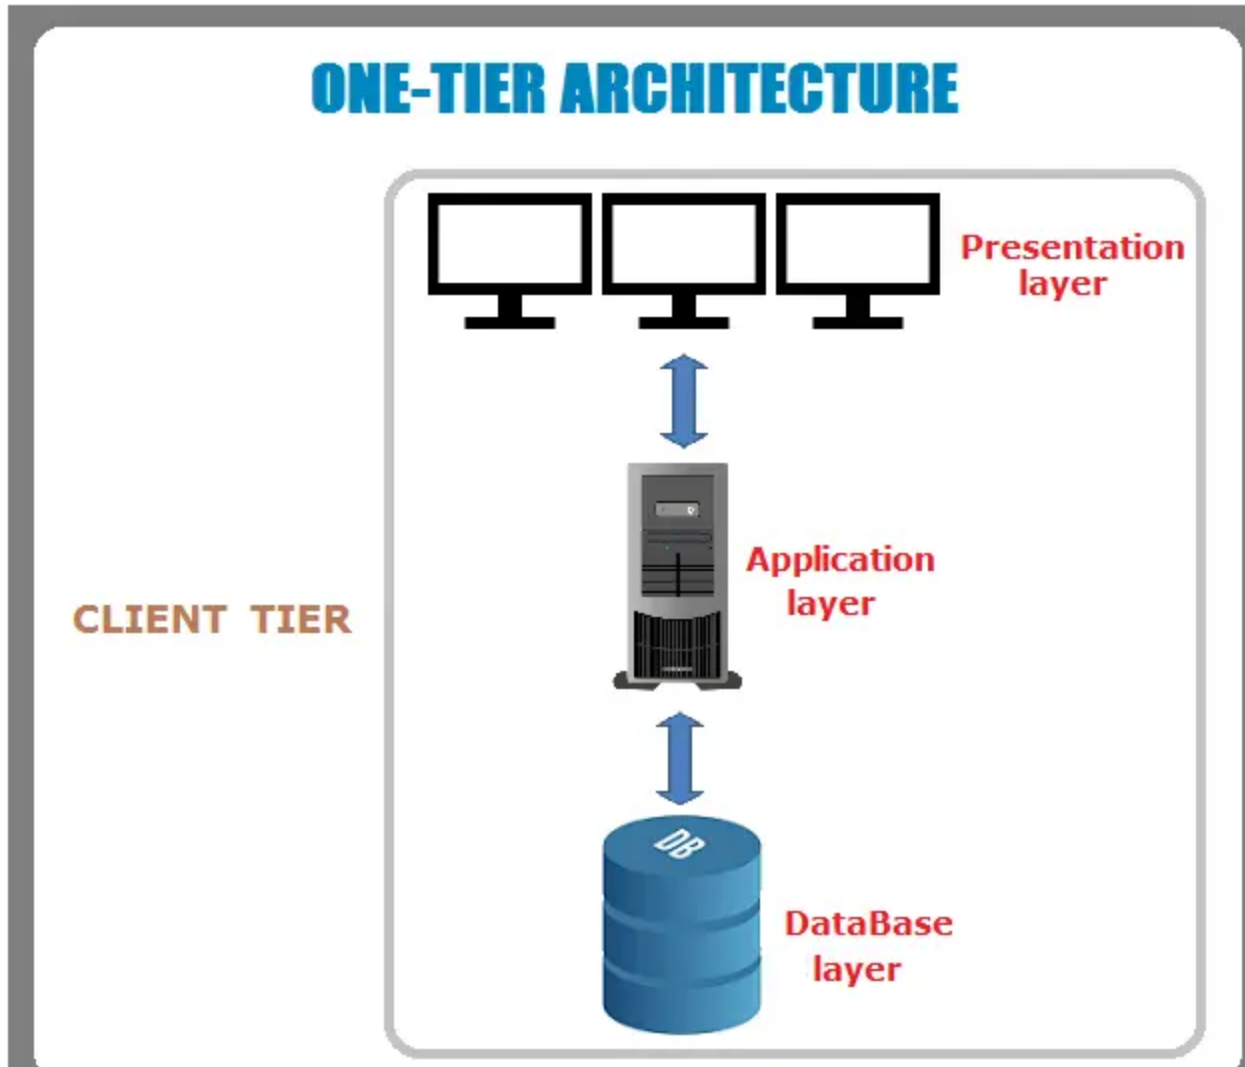 ONE-TIER ARCHITECTURE
Presentation
layer
Application
layer
CLIENT TIER
DB
DataBase
layer